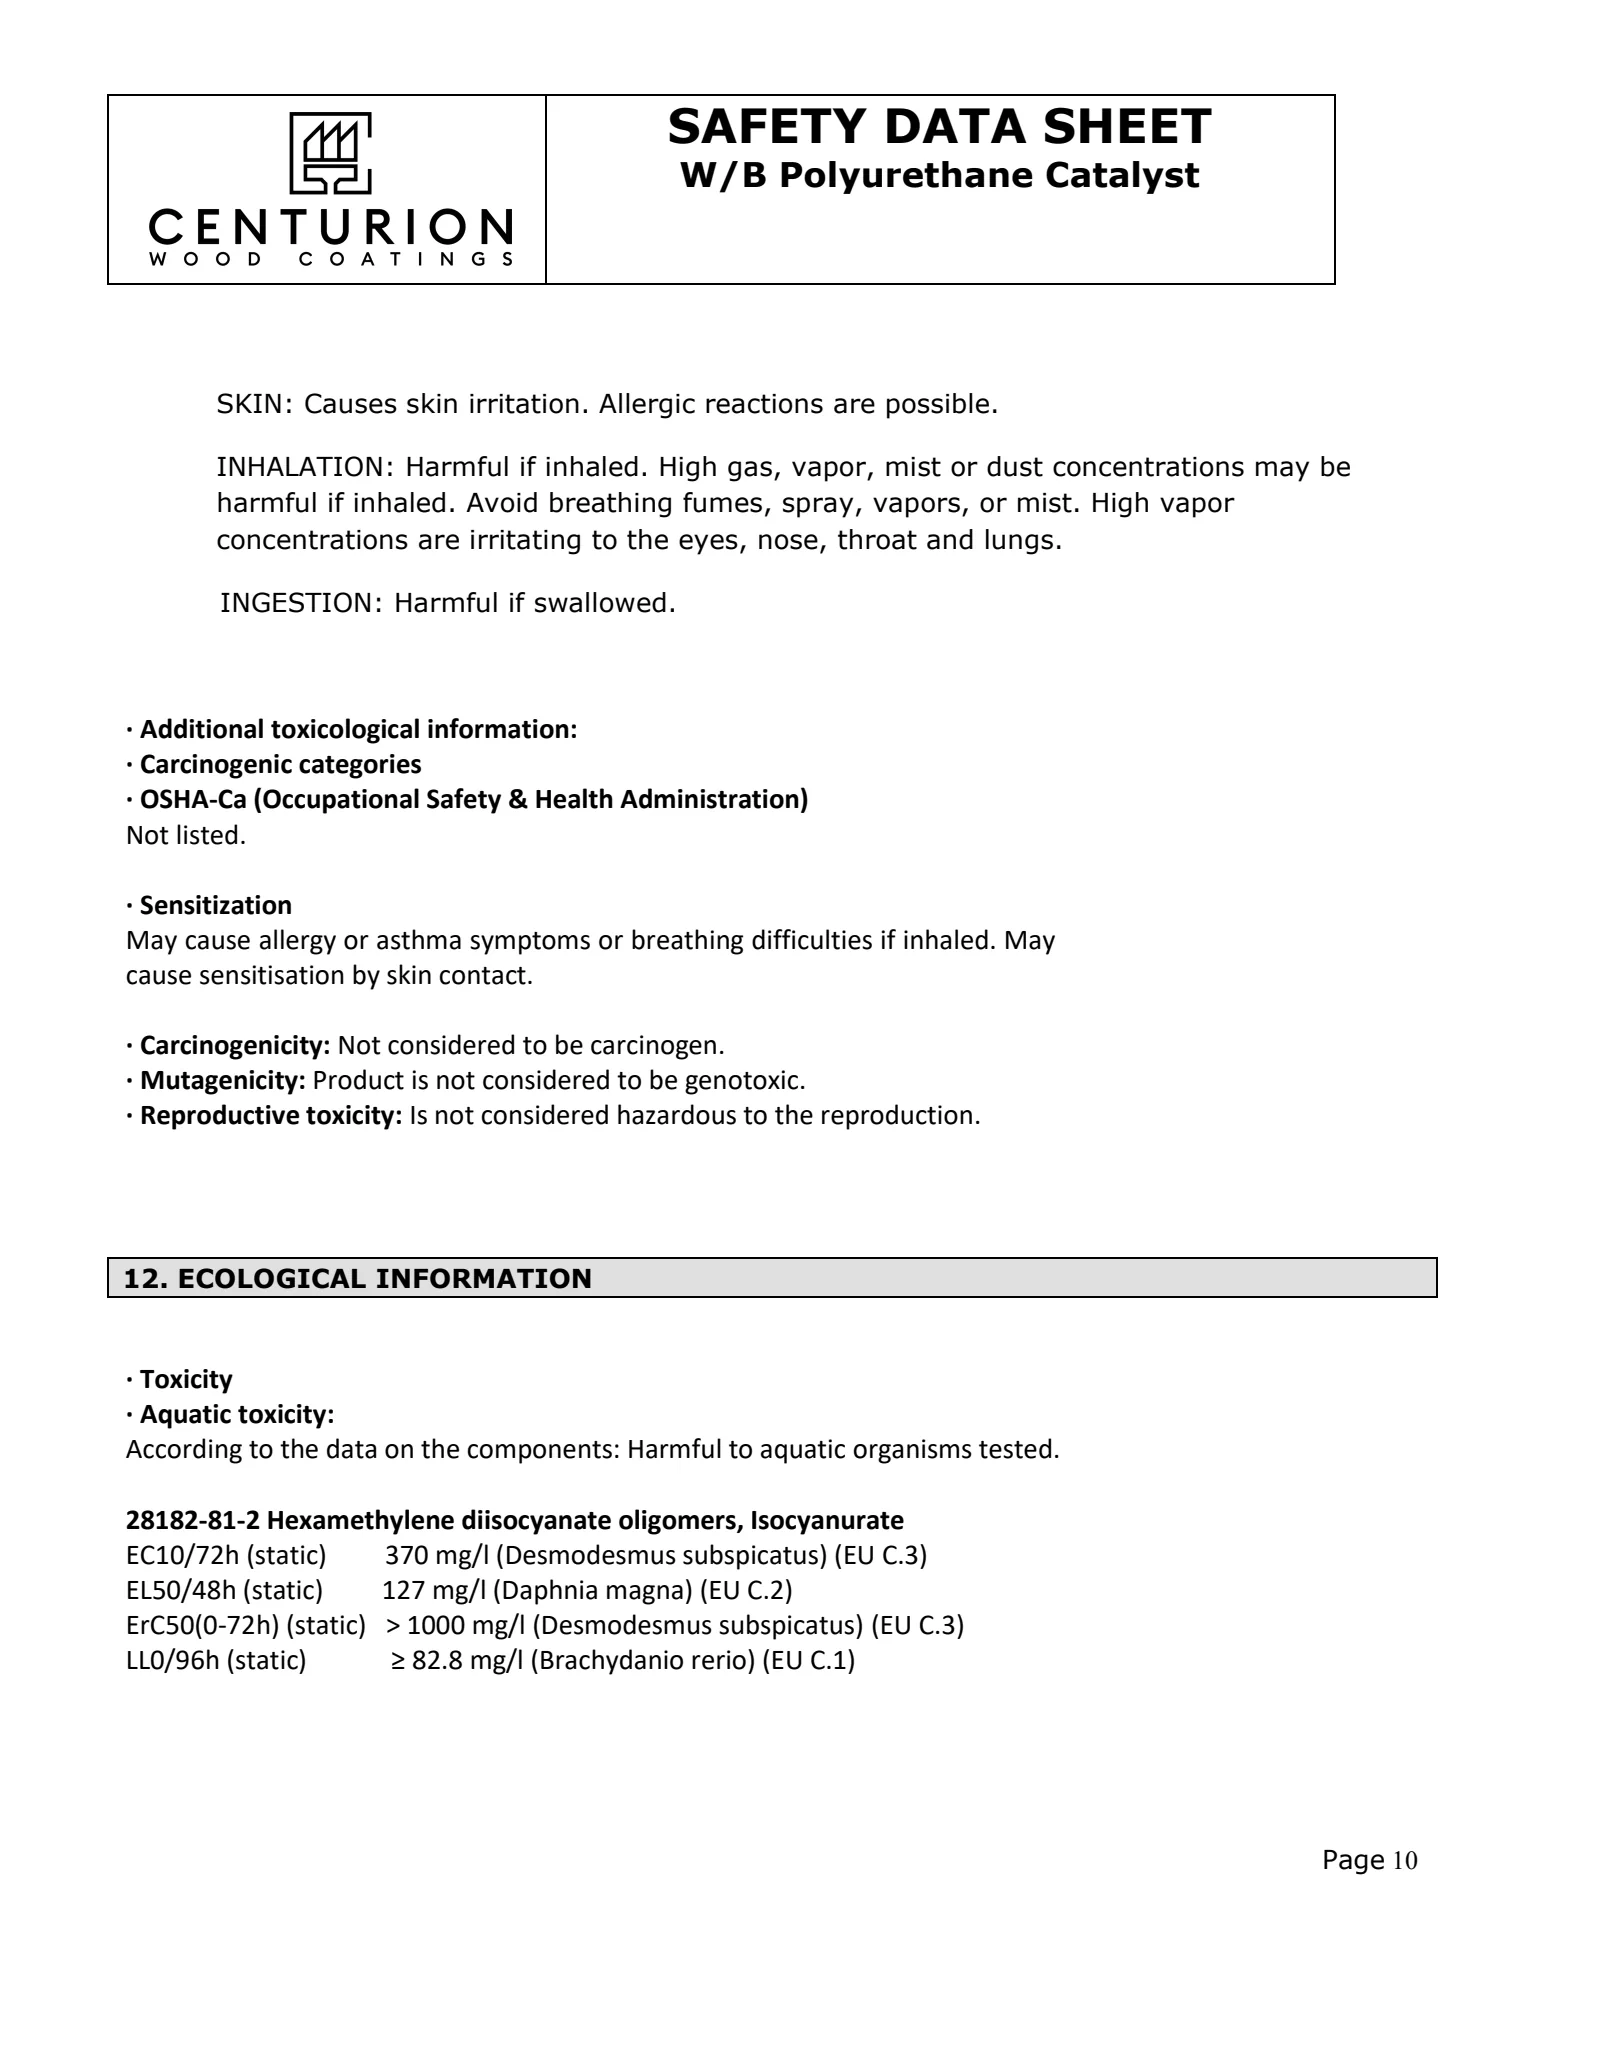 CENTURION
WOOD COATINGS
SAFETY DATA SHEET
W/B Polyurethane Catalyst
SKIN: Causes skin irritation. Allergic reactions are possible.
INHALATION: Harmful if inhaled. High gas, vapor, mist or dust concentrations may be
harmful if inhaled. Avoid breathing fumes, spray, vapors, or mist. High vapor
concentrations are irritating to the eyes, nose, throat and lungs.
INGESTION: Harmful if swallowed.
· Additional toxicological information:
· Carcinogenic categories
· OSHA-Ca (Occupational Safety & Health Administration)
Not listed.
· Sensitization
May cause allergy or asthma symptoms or breathing difficulties if inhaled. May
cause sensitisation by skin contact.
· Carcinogenicity: Not considered to be carcinogen.
· Mutagenicity: Product is not considered to be genotoxic.
· Reproductive toxicity: Is not considered hazardous to the reproduction.
12. ECOLOGICAL INFORMATION
· Toxicity
· Aquatic toxicity:
According to the data on the components: Harmful to aquatic organisms tested.
28182-81-2 Hexamethylene diisocyanate oligomers, Isocyanurate
EC10/72h (static) 370 mg/l (Desmodesmus subspicatus) (EU C.3)
EL50/48h (static) 127 mg/l (Daphnia magna) (EU C.2)
ErC50(0-72h) (static) > 1000 mg/l (Desmodesmus subspicatus) (EU C.3)
LL0/96h (static) ≥ 82.8 mg/l (Brachydanio rerio) (EU C.1)
Page 10